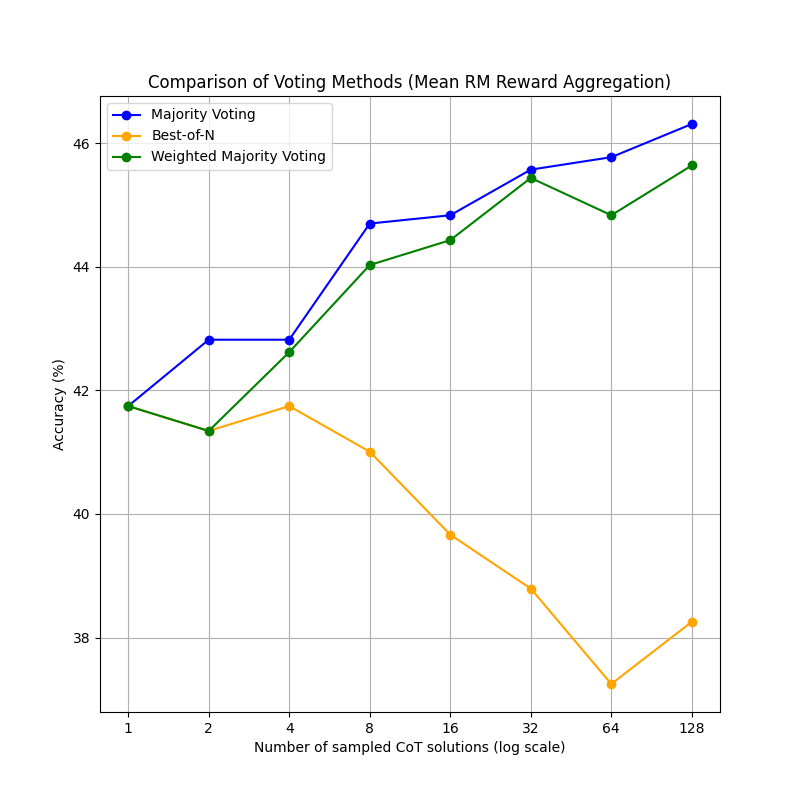 Comparison of Voting Methods (Mean RM Reward Aggregation)
Majority Voting
Best-of-N
Weighted Majority Voting
46
44
42
40
38
Accuracy (%)
1 2 4 8 16 32 64 128
Number of sampled CoT solutions (log scale)